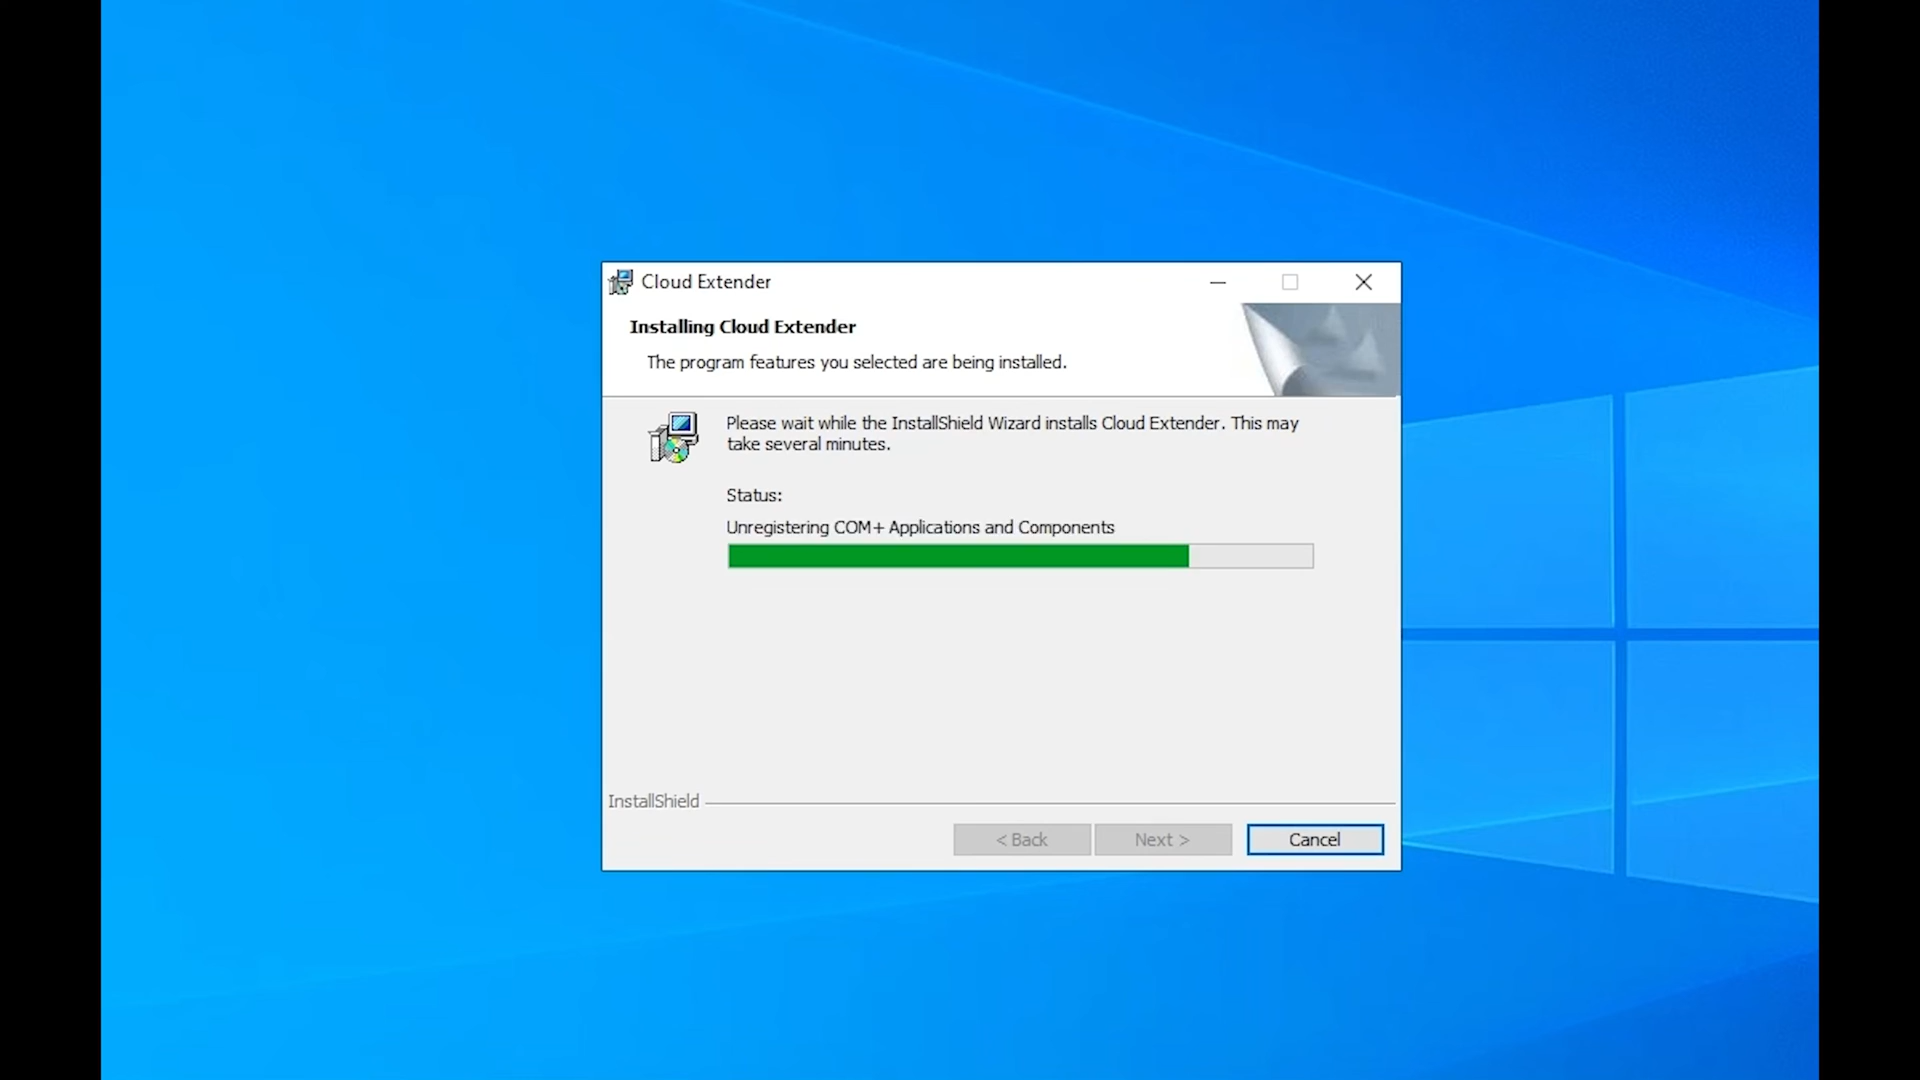 Cloud Extender
Installing Cloud Extender
The program features you selected are being installed.
Please wait while the InstallShield Wizard installs Cloud Extender. This may
take several minutes.
Status:
Unregistering COM+ Applications and Components
InstallShield
< Back
Next >
Cancel